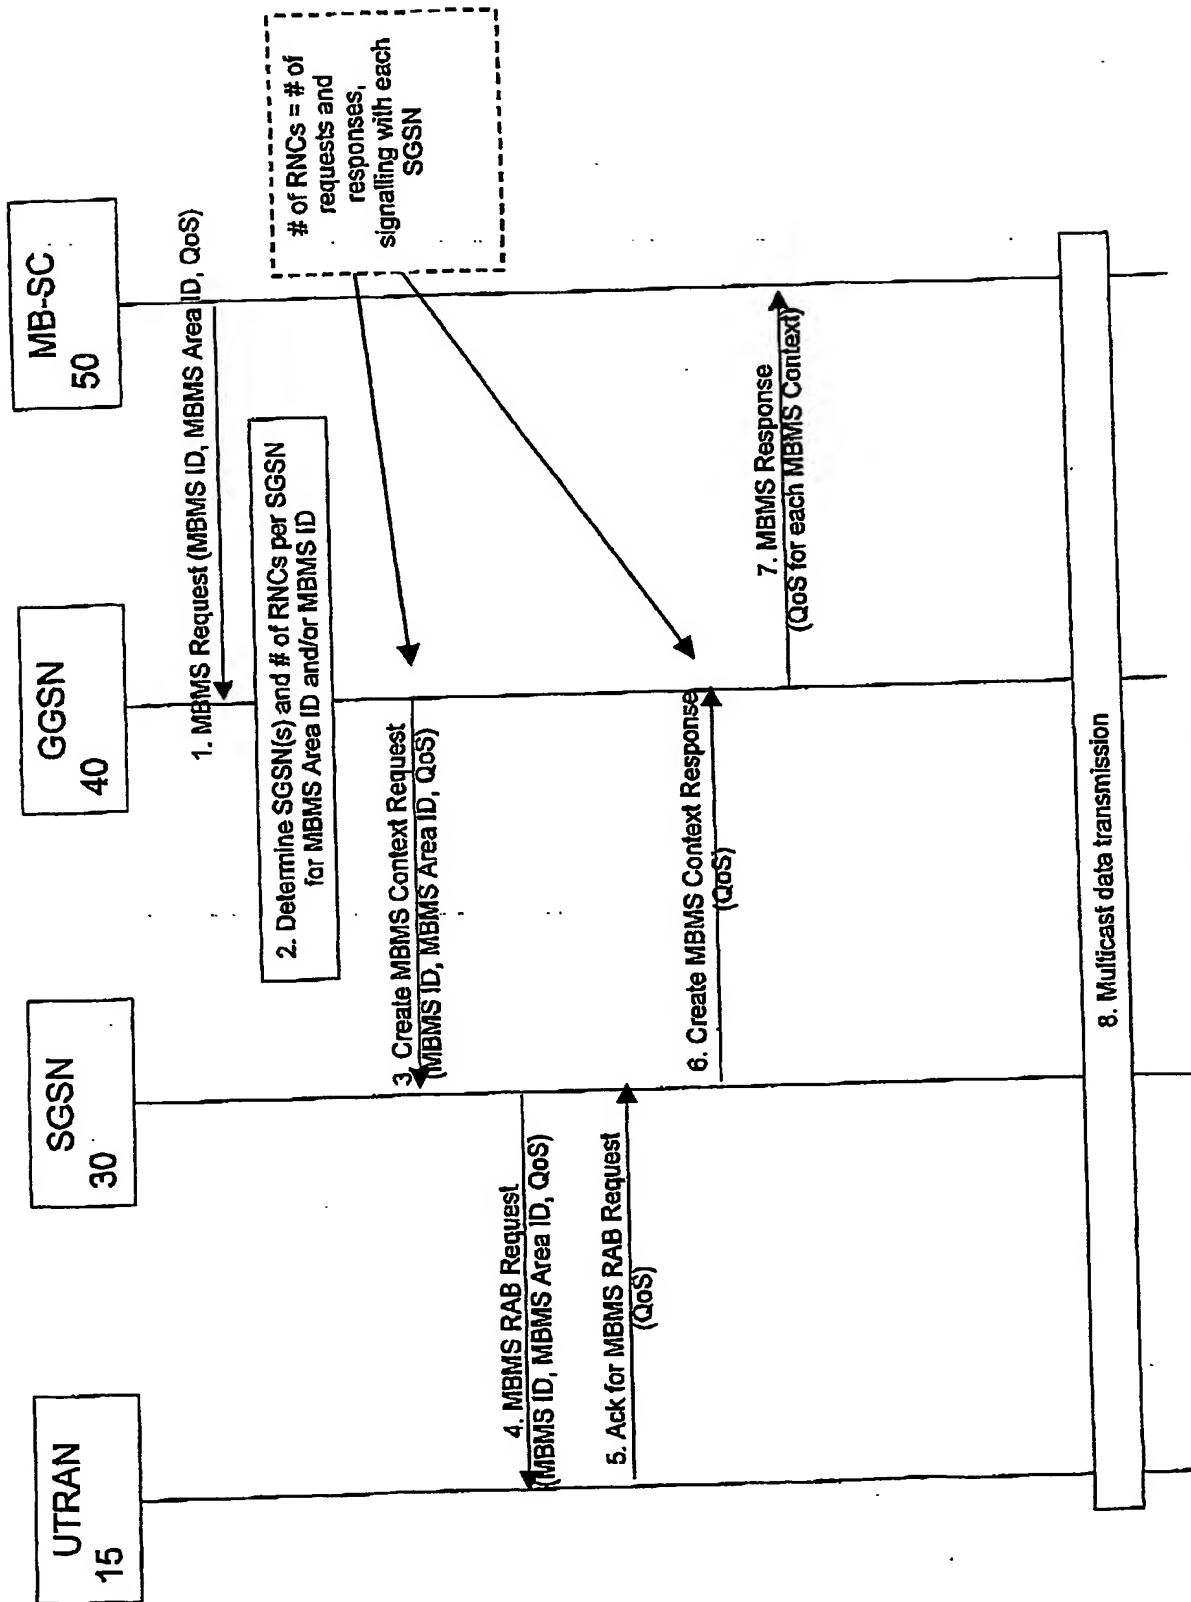 UTRAN
15
SGSN
30
GGSN
40
MB-SC
50
1. MBMS Request (MBMS ID, MBMS Area ID, QoS)
2. Determine SGSN(s) and # of RNCs per SGSN
for MBMS Area ID and/or MBMS ID
# of RNCs = # of
requests and
responses,
signalling with each
SGSN
3. Create MBMS Context Request
(MBMS ID, MBMS Area ID, QoS)
4. MBMS RAB Request
(MBMS ID, MBMS Area ID, QoS)
5. Ack for MBMS RAB Request
(QoS)
6. Create MBMS Context Response
(QoS)
7. MBMS Response
(QoS for each MBMS Context)
8. Multicast data transmission